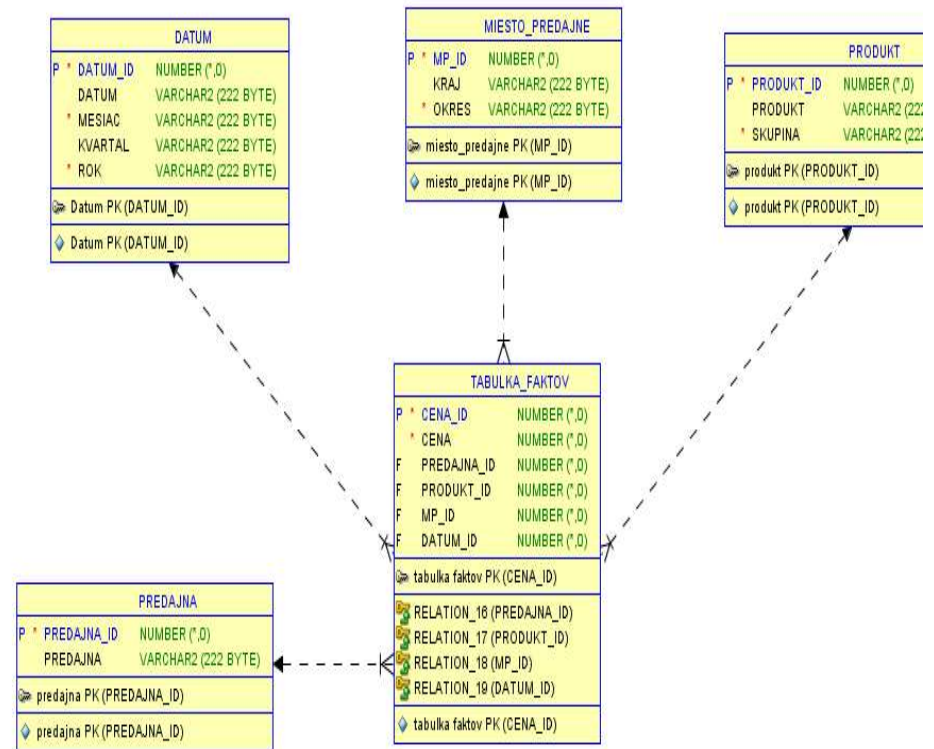 DATUM
P * DATUM_ID NUMBER (*,0)
DATUM VARCHAR2 (222 BYTE)
* MESIAC VARCHAR2 (222 BYTE)
KVARTAL VARCHAR2 (222 BYTE)
* ROK VARCHAR2 (222 BYTE)
Datum PK (DATUM_ID)
Datum PK (DATUM_ID)
MIESTO_PREDAJNE
P * MP_ID NUMBER (*,0)
KRAJ VARCHAR2 (222 BYTE)
* OKRES VARCHAR2 (222 BYTE)
miesto_predajne PK (MP_ID)
miesto_predajne PK (MP_ID)
PRODUKT
P * PRODUKT_ID NUMBER (*,0)
PRODUKT VARCHAR2 (222
* SKUPINA VARCHAR2 (222
produkt PK (PRODUKT_ID)
produkt PK (PRODUKT_ID)
TABULKA_FAKTOV
P * CENA_ID NUMBER (*,0)
* CENA NUMBER (*,0)
F PREDAJNA_ID NUMBER (*,0)
F PRODUKT_ID NUMBER (*,0)
F MP_ID NUMBER (*,0)
F DATUM_ID NUMBER (*,0)
tabulka faktov PK (CENA_ID)
RELATION_16 (PREDAJNA_ID)
RELATION_17 (PRODUKT_ID)
RELATION_18 (MP_ID)
RELATION_19 (DATUM_ID)
tabulka faktov PK (CENA_ID)
PREDAJNA
P * PREDAJNA_ID NUMBER (*,0)
PREDAJNA VARCHAR2 (222 BYTE)
predajna PK (PREDAJNA_ID)
predajna PK (PREDAJNA_ID)